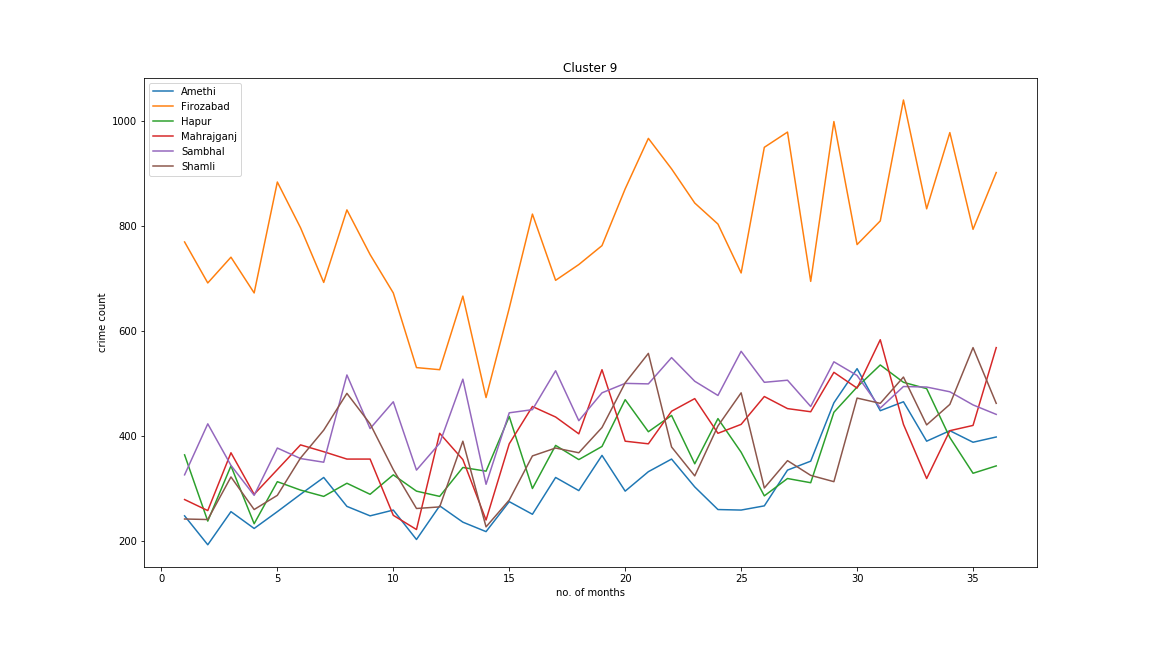 Cluster 9
Amethi
Firozabad
Hapur
Mahrajganj
Sambhal
Shamli
1000
800
600
400
200
crime count
0 5 10 15 20 25 30 35
no. of months